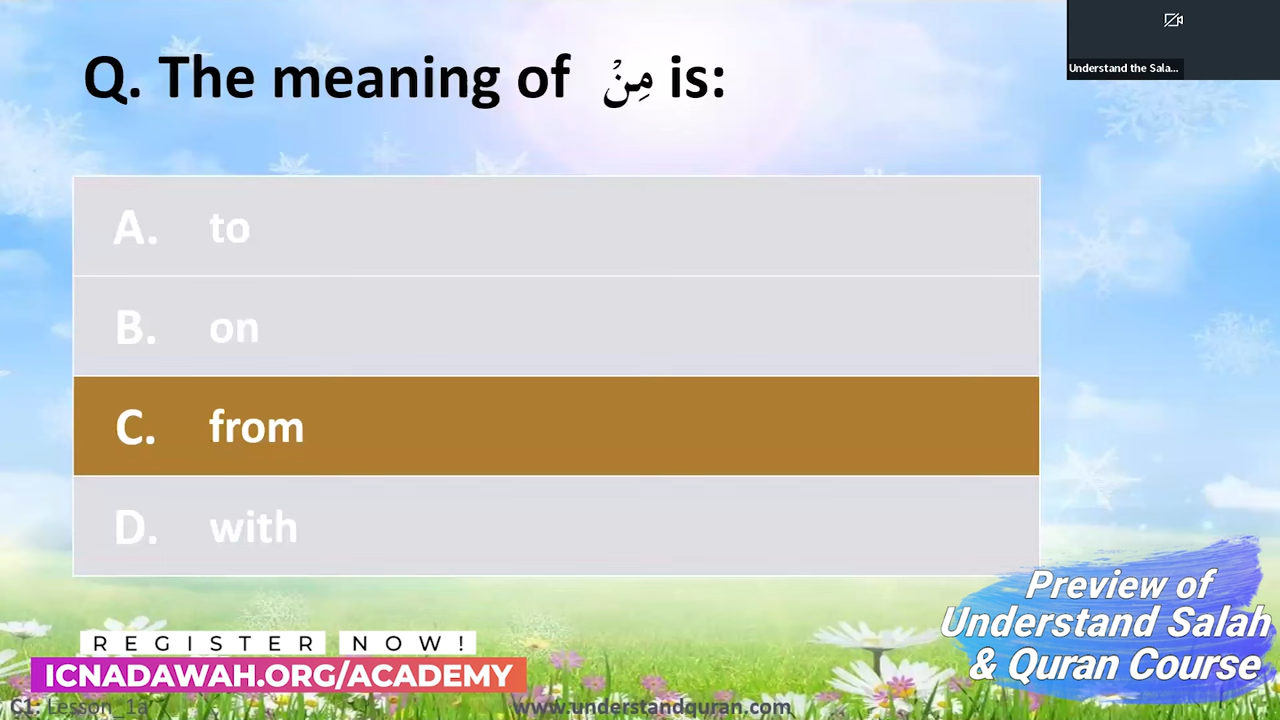 Q. The meaning of مِنْ is:
Understand the Sala...
A. to
B. on
C. from
D. with
Preview of
Understand Salah
& Quran Course
REGISTER NOW!
ICNADAWAH.ORG/ACADEMY
C1: Lesson_1a
www.understandquran.com